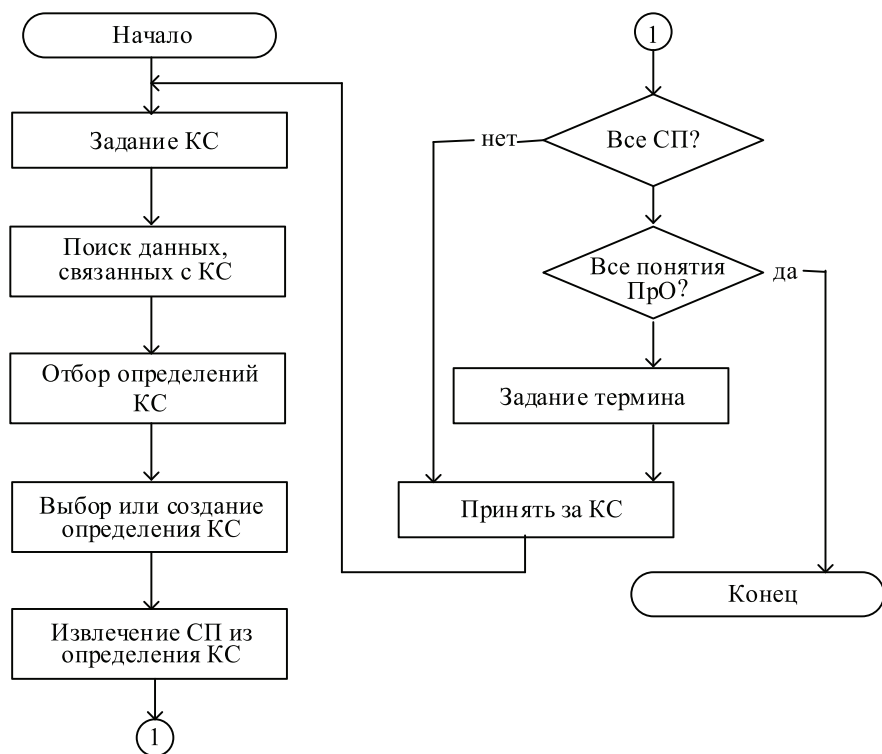 Начало
Задание КС
Поиск данных,
связанных с КС
Отбор определений
КС
Выбор или создание
определения КС
Извлечение СП из
определения КС
1
1
Все СП?
нет
Все понятия
ПрО?
да
Задание термина
Принять за КС
Конец